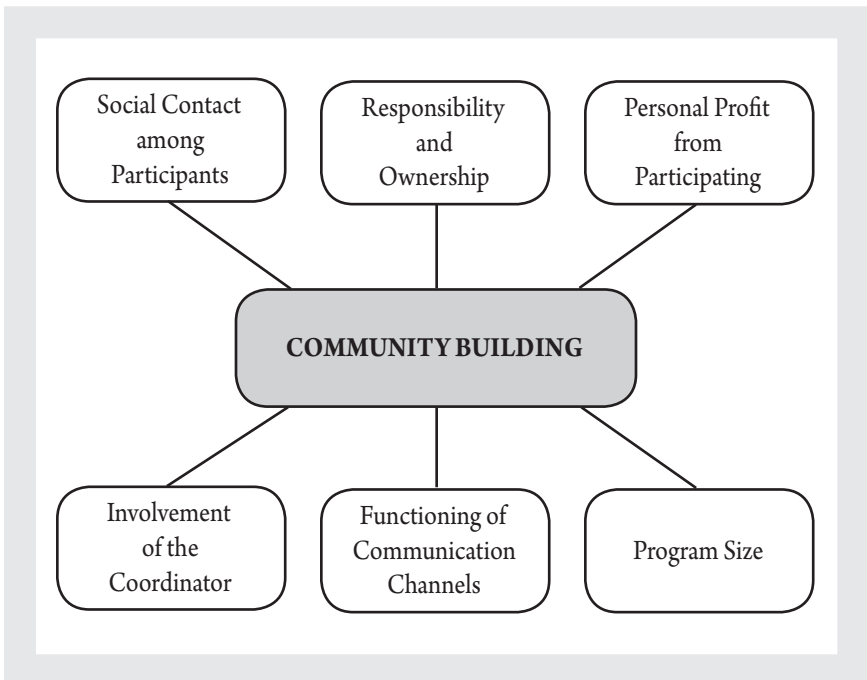 Social Contact
among
Participants
Responsibility
and
Ownership
Personal Profit
from
Participating
COMMUNITY BUILDING
Involvement
of the
Coordinator
Functioning of
Communication
Channels
Program Size